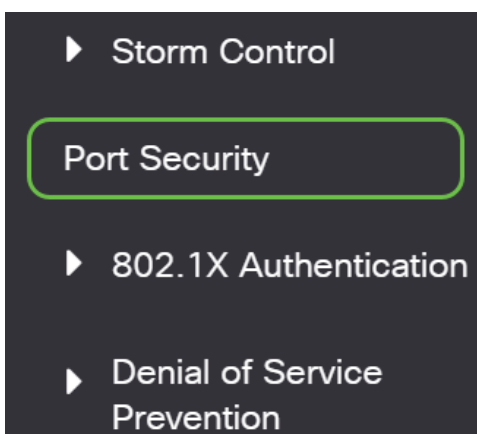 Storm Control
Port Security
802.1X Authentication
Denial of Service
Prevention